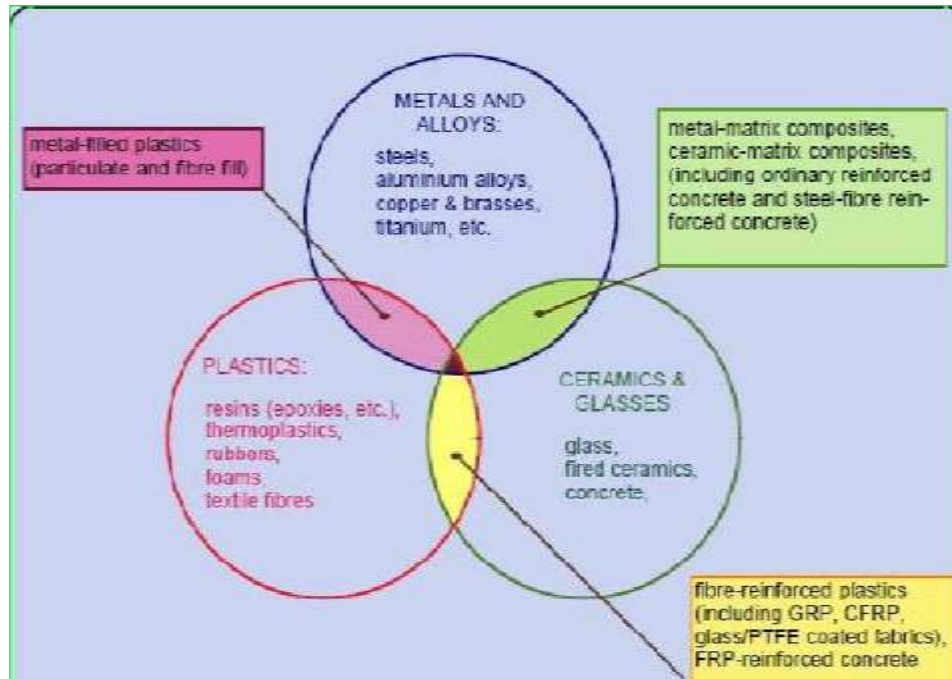 METALS AND
ALLOYS:
steels,
aluminium alloys,
copper & brasses,
titanium, etc.
metal-filled plastics
(particulate and fibre fill)
metal-matrix composites,
ceramic-matrix composites,
(including ordinary reinforced
concrete and steel-fibre rein-
forced concrete)
PLASTICS:
resins (epoxies, etc.),
thermoplastics,
rubbers,
foams
textile fibres
CERAMICS &
GLASSES
glass,
fired ceramics,
concrete,
fibre-reinforced plastics
(including GRP, CFRP,
glass/PTFE coated fabrics),
FRP-reinforced concrete